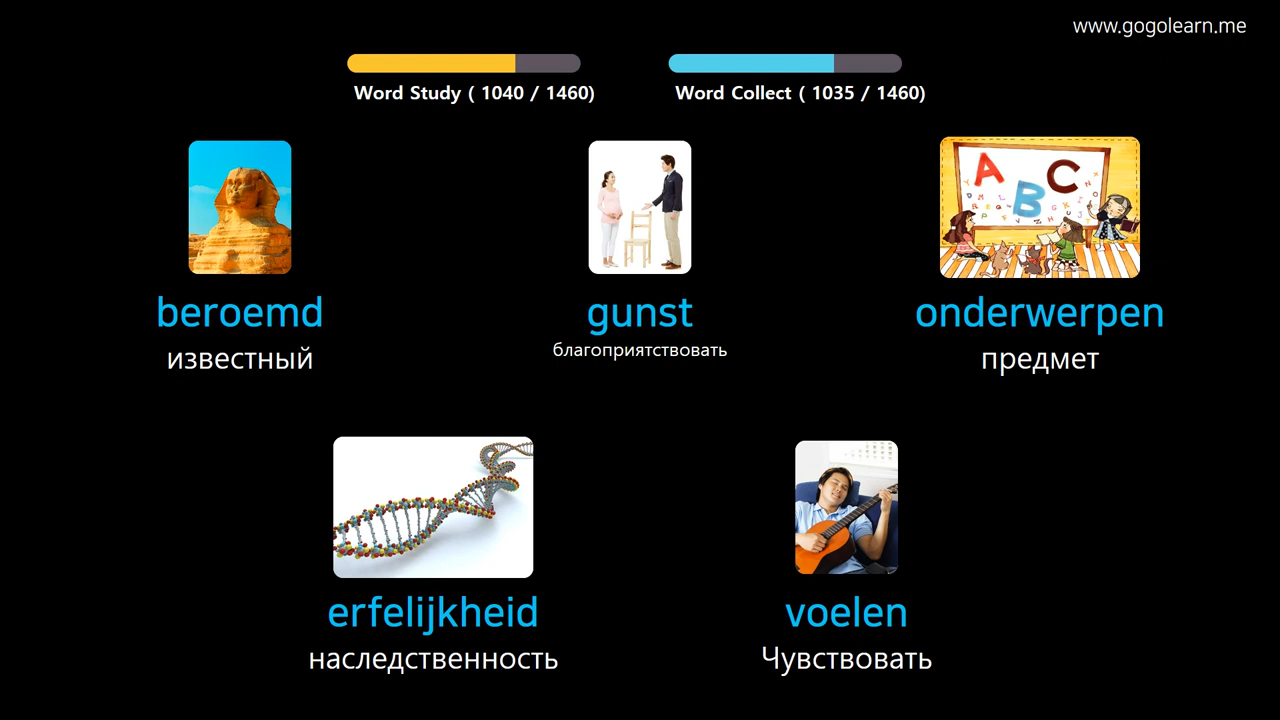 www.gogolearn.me
Word Study ( 1040 / 1460)
Word Collect ( 1035 / 1460)
A B C
beroemd
известный
gunst
благоприятствовать
onderwerpen
предмет
erfelijkheid
наследственность
voelen
Чувствовать